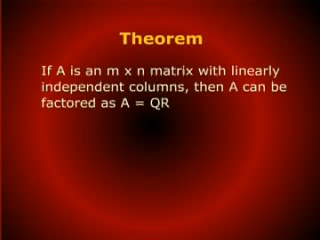 Theorem
If A is an m x n matrix with linearly
independent columns, then A can be
factored as A = QR